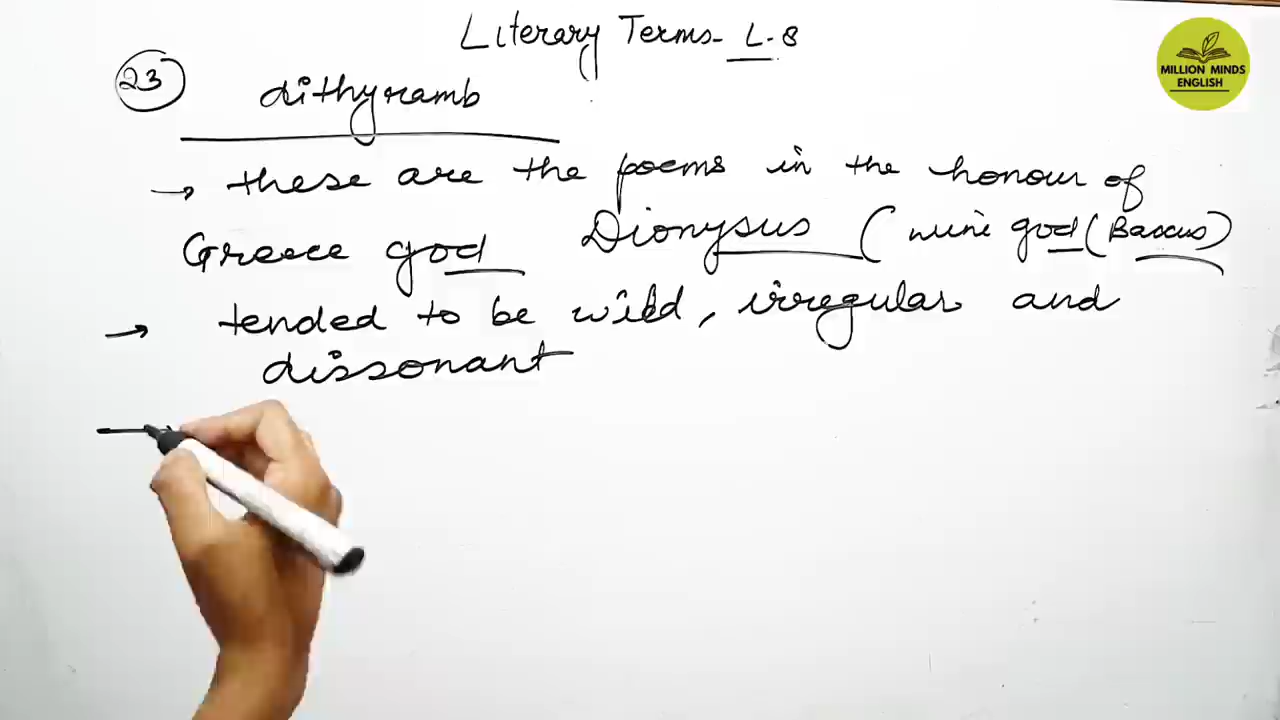 Literary Terms- L-8
MILLION MINDS
ENGLISH
23 dithyramb
→ these are the poems in the honour of
Greece god Dionysus ( wine god ( Baccus )
→ tended to be wild, irregular and
dissonant